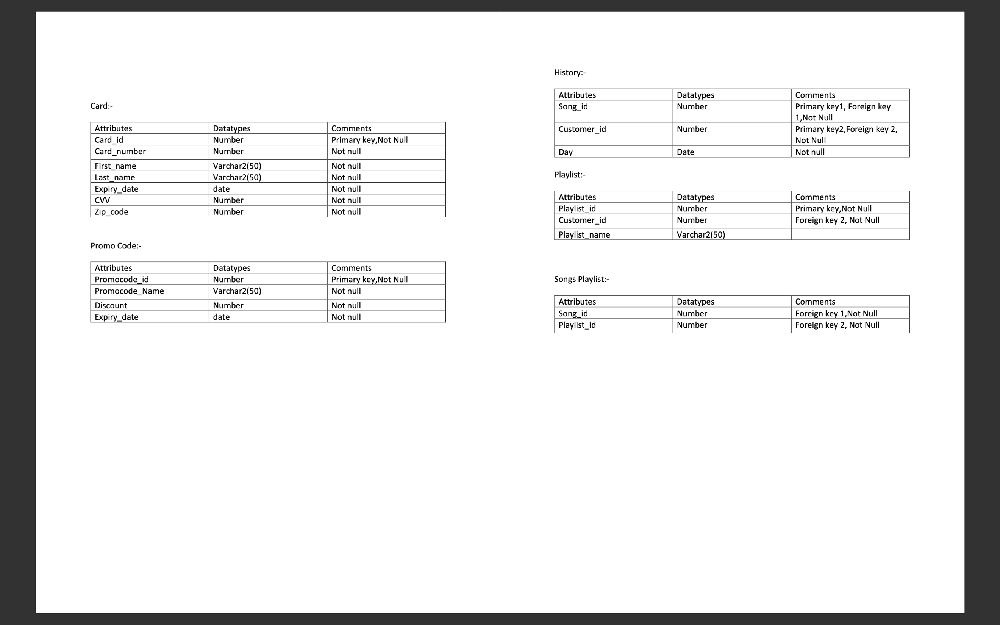 Card:-
Attributes Datatypes Comments
Card_id Number Primary key,Not Null
Card_number Number Not null
First_name Varchar2(50) Not null
Last_name Varchar2(50) Not null
Expiry_date date Not null
CVV Number Not null
Zip_code Number Not null
Promo Code:-
Attributes Datatypes Comments
Promocode_id Number Primary key,Not Null
Promocode_Name Varchar2(50) Not null
Discount Number Not null
Expiry_date date Not null
History:-
Attributes Datatypes Comments
Song_id Number Primary key1, Foreign key
1,Not Null
Customer_id Number Primary key2,Foreign key 2,
Not Null
Day Date Not null
Playlist:-
Attributes Datatypes Comments
Playlist_id Number Primary key,Not Null
Customer_id Number Foreign key 2, Not Null
Playlist_name Varchar2(50)
Songs Playlist:-
Attributes Datatypes Comments
Song_id Number Foreign key 1,Not Null
Playlist_id Number Foreign key 2, Not Null